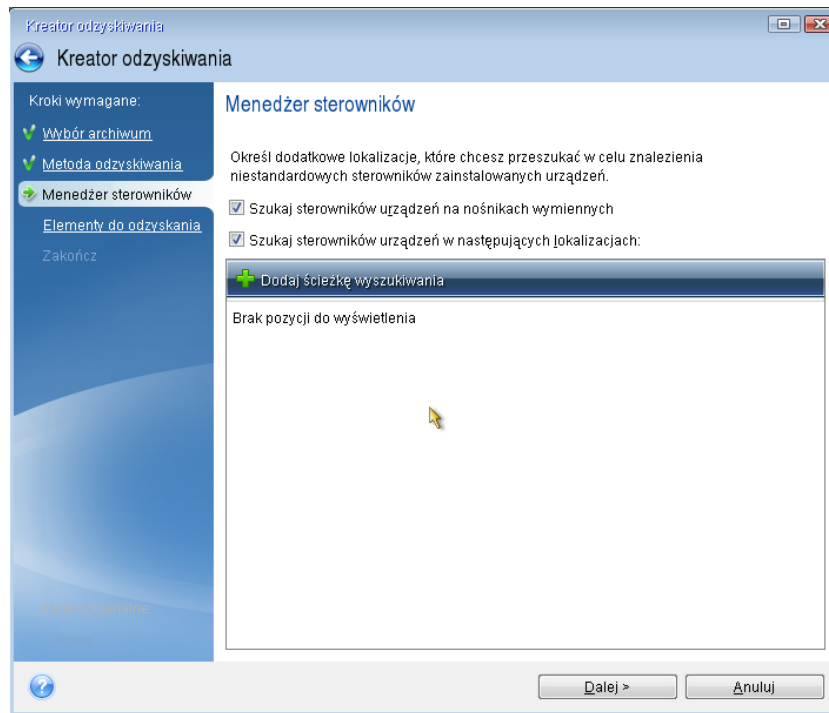 Kreator odzyskiwania
Kreator odzyskiwania
Kroki wymagane:
Wybór archiwum
Metoda odzyskiwania
Menedżer sterowników
Elementy do odzyskania
Zakończ
Menedżer sterowników
Określ dodatkowe lokalizacje, które chcesz przeszukać w celu znalezienia
niestandardowych sterowników zainstalowanych urządzeń.
Szukaj sterowników urządzeń na nośnikach wymiennych
Szukaj sterowników urządzeń w następujących lokalizacjach:
Dodaj ścieżkę wyszukiwania
Brak pozycji do wyświetlenia
Dalej >
Anuluj